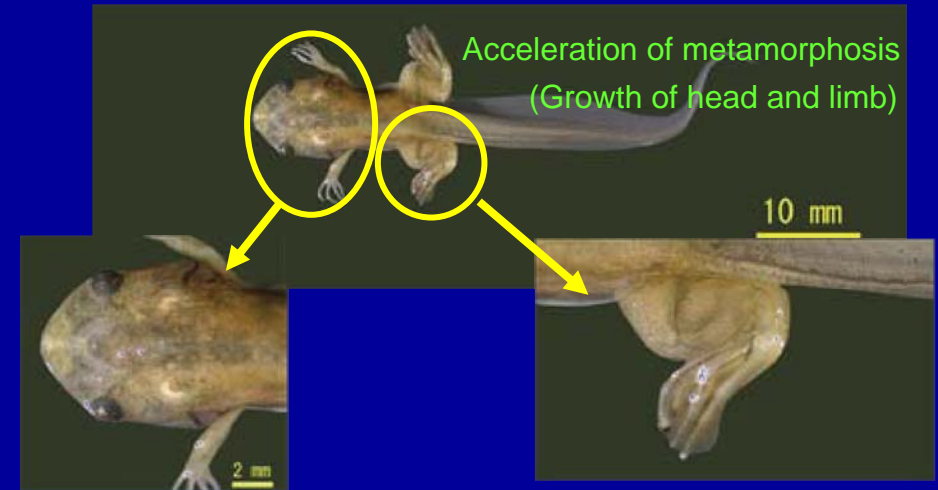 Acceleration of metamorphosis
(Growth of head and limb)
10 mm
2 mm